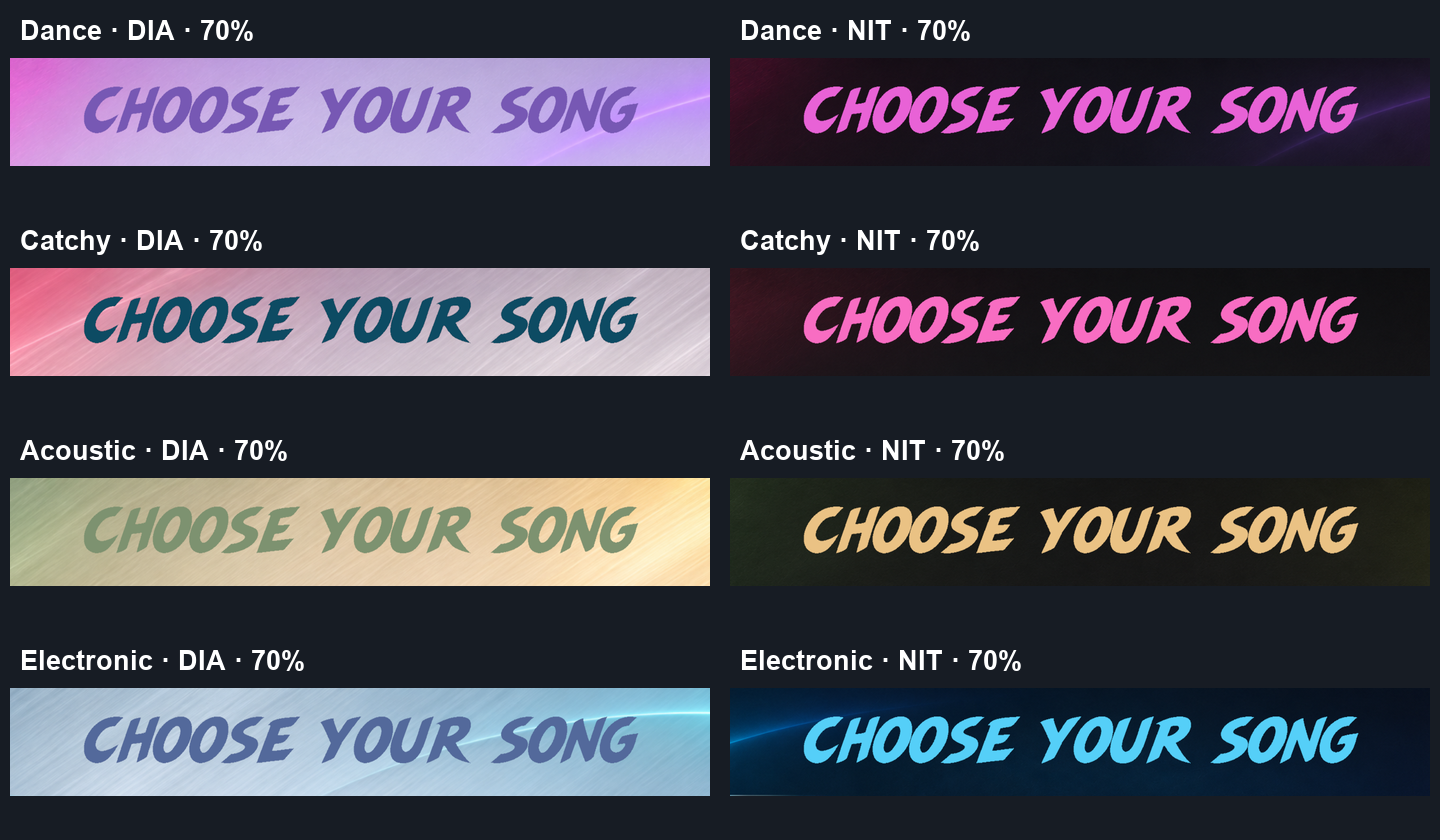 Dance · DIA · 70%
CHOOSE YOUR SONG
Dance · NIT · 70%
CHOOSE YOUR SONG
Catchy · DIA · 70%
CHOOSE YOUR SONG
Catchy · NIT · 70%
CHOOSE YOUR SONG
Acoustic · DIA · 70%
CHOOSE YOUR SONG
Acoustic · NIT · 70%
CHOOSE YOUR SONG
Electronic · DIA · 70%
CHOOSE YOUR SONG
Electronic · NIT · 70%
CHOOSE YOUR SONG